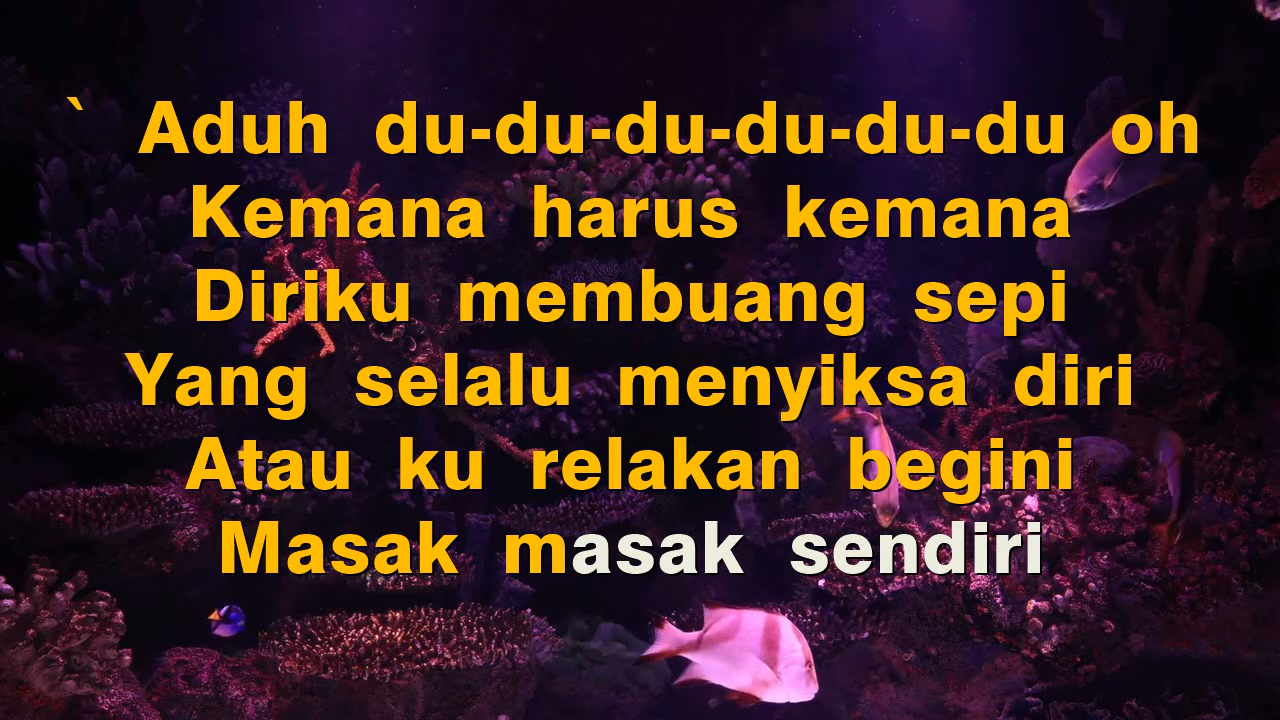 ` Aduh du-du-du-du-du-du oh
Kemana harus kemana
Diriku membuang sepi
Yang selalu menyiksa diri
Atau ku relakan begini
Masak masak sendiri